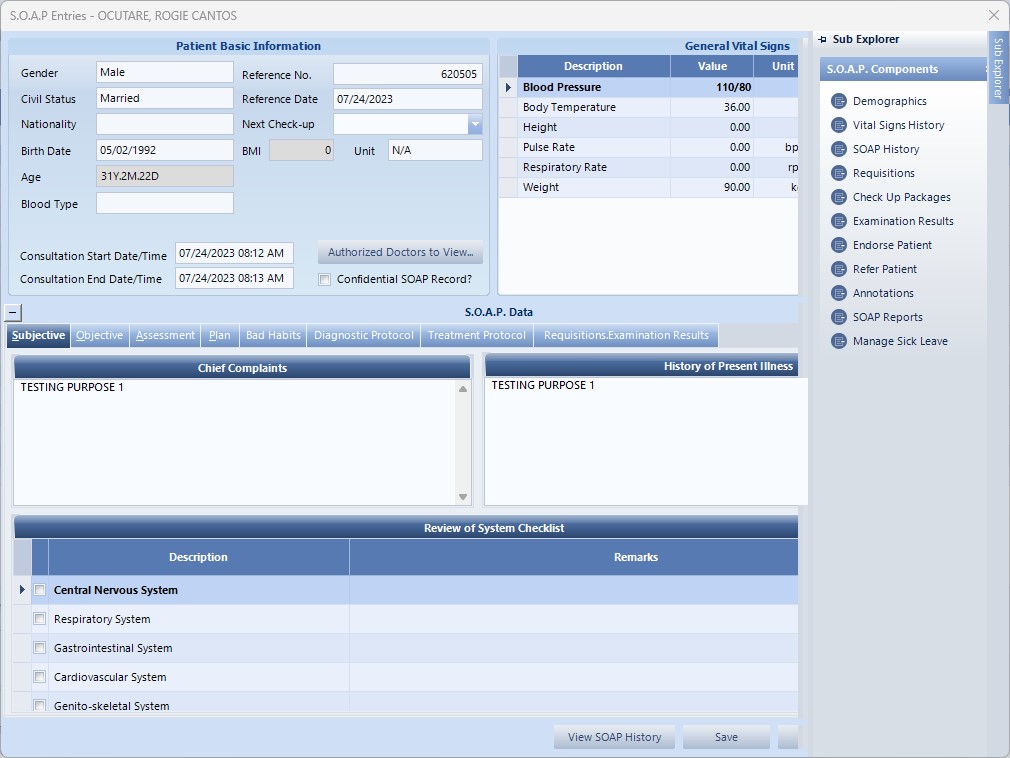 S.O.A.P Entries - OCUTARE, ROGIE CANTOS
Patient Basic Information
Gender Male Reference No. 620505
Civil Status Married Reference Date 07/24/2023
Nationality Next Check-up
Birth Date 05/02/1992 BMI 0 Unit N/A
Age 31Y.2M.22D
Blood Type
Consultation Start Date/Time 07/24/2023 08:12 AM Authorized Doctors to View...
Consultation End Date/Time 07/24/2023 08:13 AM Confidential SOAP Record?
General Vital Signs
Description Value Unit
Blood Pressure 110/80
Body Temperature 36.00
Height 0.00
Pulse Rate 0.00 bp
Respiratory Rate 0.00 rp
Weight 90.00 k
S.O.A.P. Data
Subjective Objective Assessment Plan Bad Habits Diagnostic Protocol Treatment Protocol Requisitions.Examination Results
Chief Complaints
TESTING PURPOSE 1
History of Present Illness
TESTING PURPOSE 1
Review of System Checklist
Description Remarks
Central Nervous System
Respiratory System
Gastrointestinal System
Cardiovascular System
Genito-skeletal System
View SOAP History Save
Sub Explorer
S.O.A.P. Components
Demographics
Vital Signs History
SOAP History
Requisitions
Check Up Packages
Examination Results
Endorse Patient
Refer Patient
Annotations
SOAP Reports
Manage Sick Leave
Sub Explorer